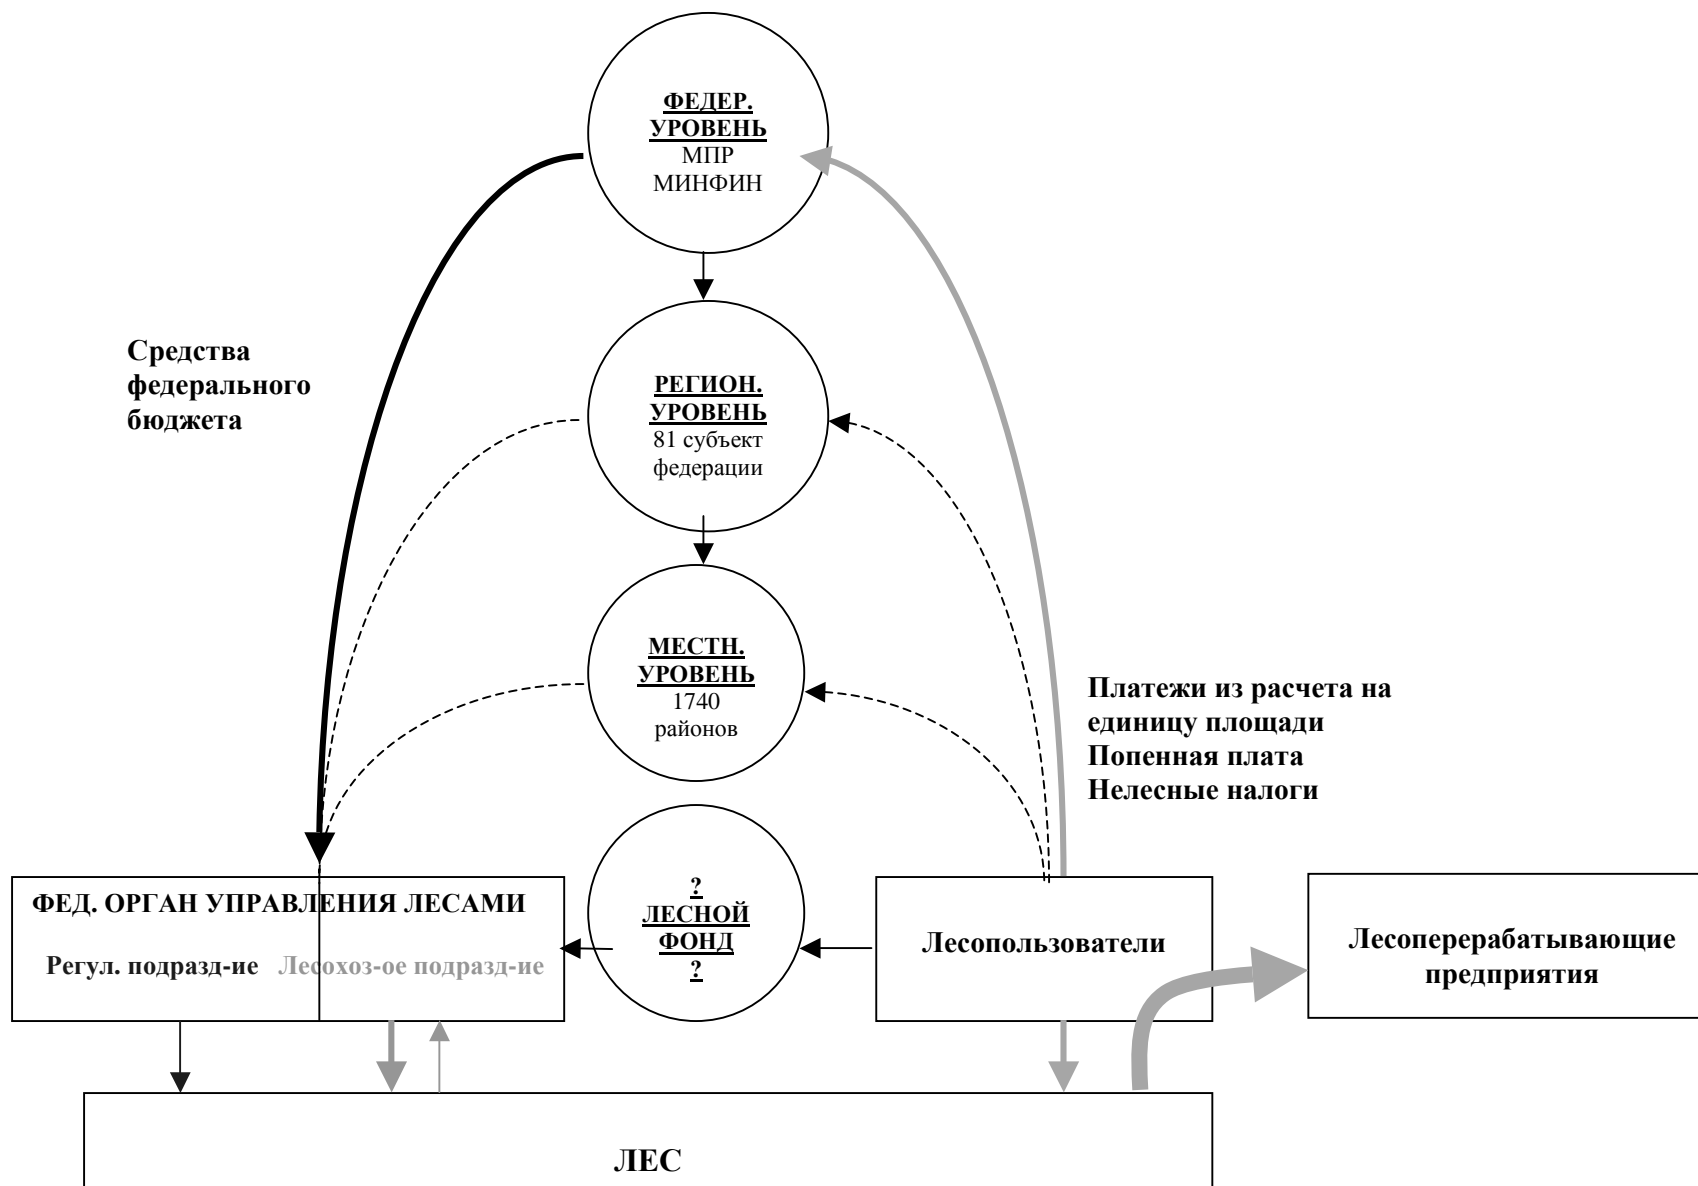 ФЕДЕР.
УРОВЕНЬ
МПР
МИНФИН
Средства
федерального
бюджета
РЕГИОН.
УРОВЕНЬ
81 субъект
федерации
МЕСТН.
УРОВЕНЬ
1740
районов
Платежи из расчета на
единицу площади
Попенная плата
Нелесные налоги
ФЕД. ОРГАН УПРАВЛЕНИЯ ЛЕСАМИ
Регул. подразд-ие Лесохоз-ое подразд-ие
?
ЛЕСНОЙ
ФОНД
?
Лесопользователи
Лесоперерабатывающие
предприятия
ЛЕС